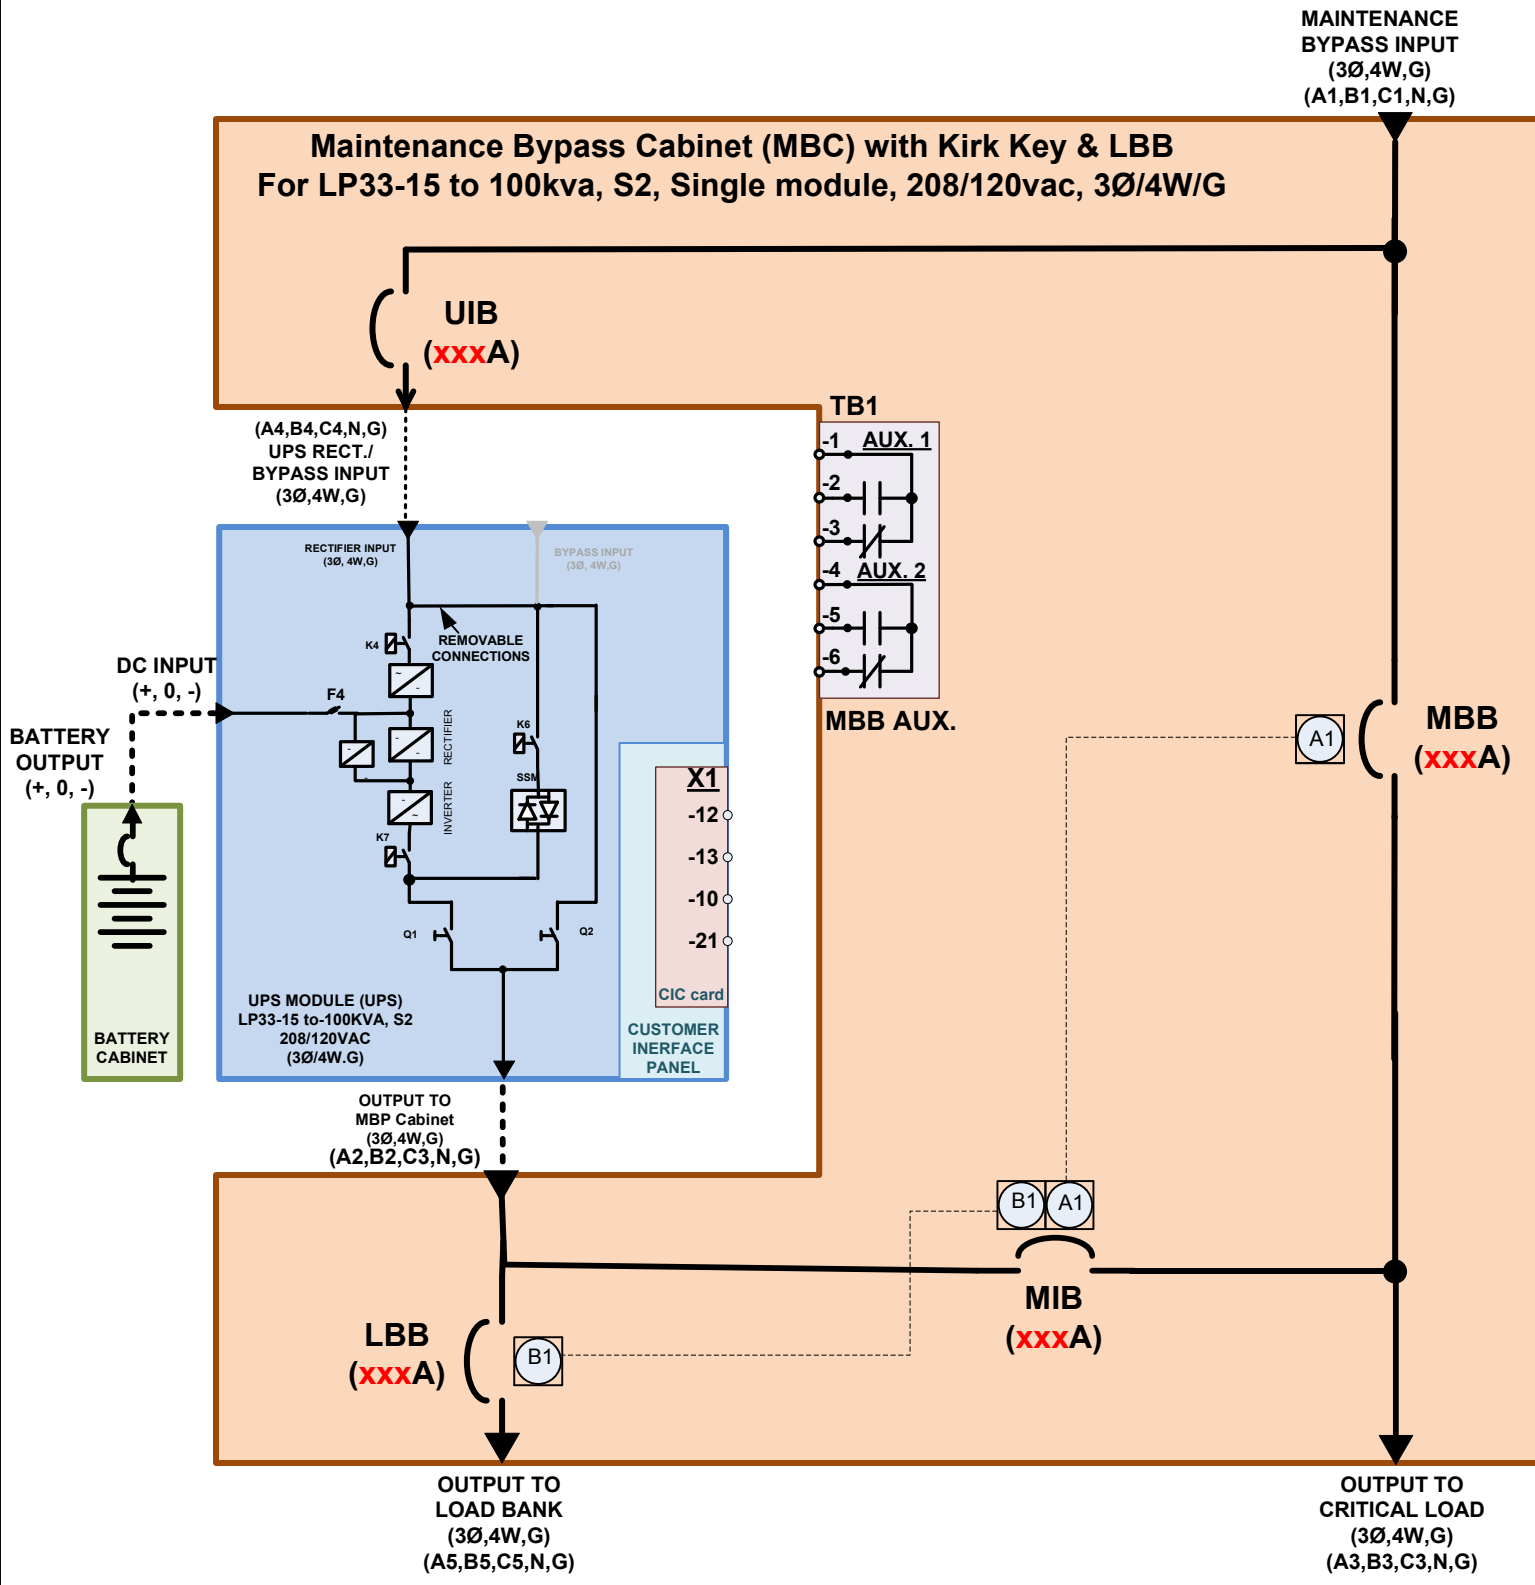 MAINTENANCE
BYPASS INPUT
(3Ø,4W,G)
(A1,B1,C1,N,G)
Maintenance Bypass Cabinet (MBC) with Kirk Key & LBB
For LP33-15 to 100kva, S2, Single module, 208/120vac, 3Ø/4W/G
UIB
(xxxA)
(A4,B4,C4,N,G)
UPS RECT./
BYPASS INPUT
(3Ø,4W,G)
TB1
-1 AUX. 1
-2
-3
-4 AUX. 2
-5
-6
MBB AUX.
RECTIFIER INPUT
(3Ø, 4W,G)
BYPASS INPUT
(3Ø, 4W,G)
K4
REMOVABLE
CONNECTIONS
DC INPUT
(+, 0, -)
F4
BATTERY
OUTPUT
(+, 0, -)
RECTIFIER
K6
SSM
INVERTER
K7
Q1
Q2
X1
-12
-13
-10
-21
CIC card
CUSTOMER
INERFACE
PANEL
UPS MODULE (UPS)
LP33-15 to-100KVA, S2
208/120VAC
(3Ø/4W.G)
BATTERY
CABINET
A1
MBB
(xxxA)
OUTPUT TO
MBP Cabinet
(3Ø,4W,G)
(A2,B2,C3,N,G)
B1 A1
MIB
(xxxA)
LBB
(xxxA)
B1
OUTPUT TO
LOAD BANK
(3Ø,4W,G)
(A5,B5,C5,N,G)
OUTPUT TO
CRITICAL LOAD
(3Ø,4W,G)
(A3,B3,C3,N,G)